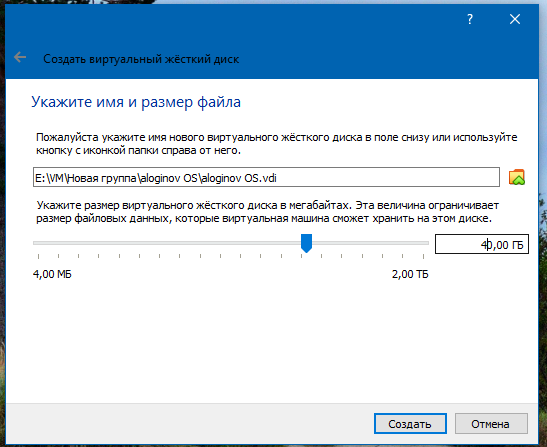 ?
Создать виртуальный жёсткий диск
Укажите имя и размер файла
Пожалуйста укажите имя нового виртуального жёсткого диска в поле снизу или используйте
кнопку с иконкой папки справа от него.
E:\VM\Новая группа\aloginov OS\aloginov OS.vdi
Укажите размер виртуального жёсткого диска в мегабайтах. Эта величина ограничивает
размер файловых данных, которые виртуальная машина сможет хранить на этом диске.
40,00 ГБ
4,00 МБ 2,00 ТБ
Создать Отмена